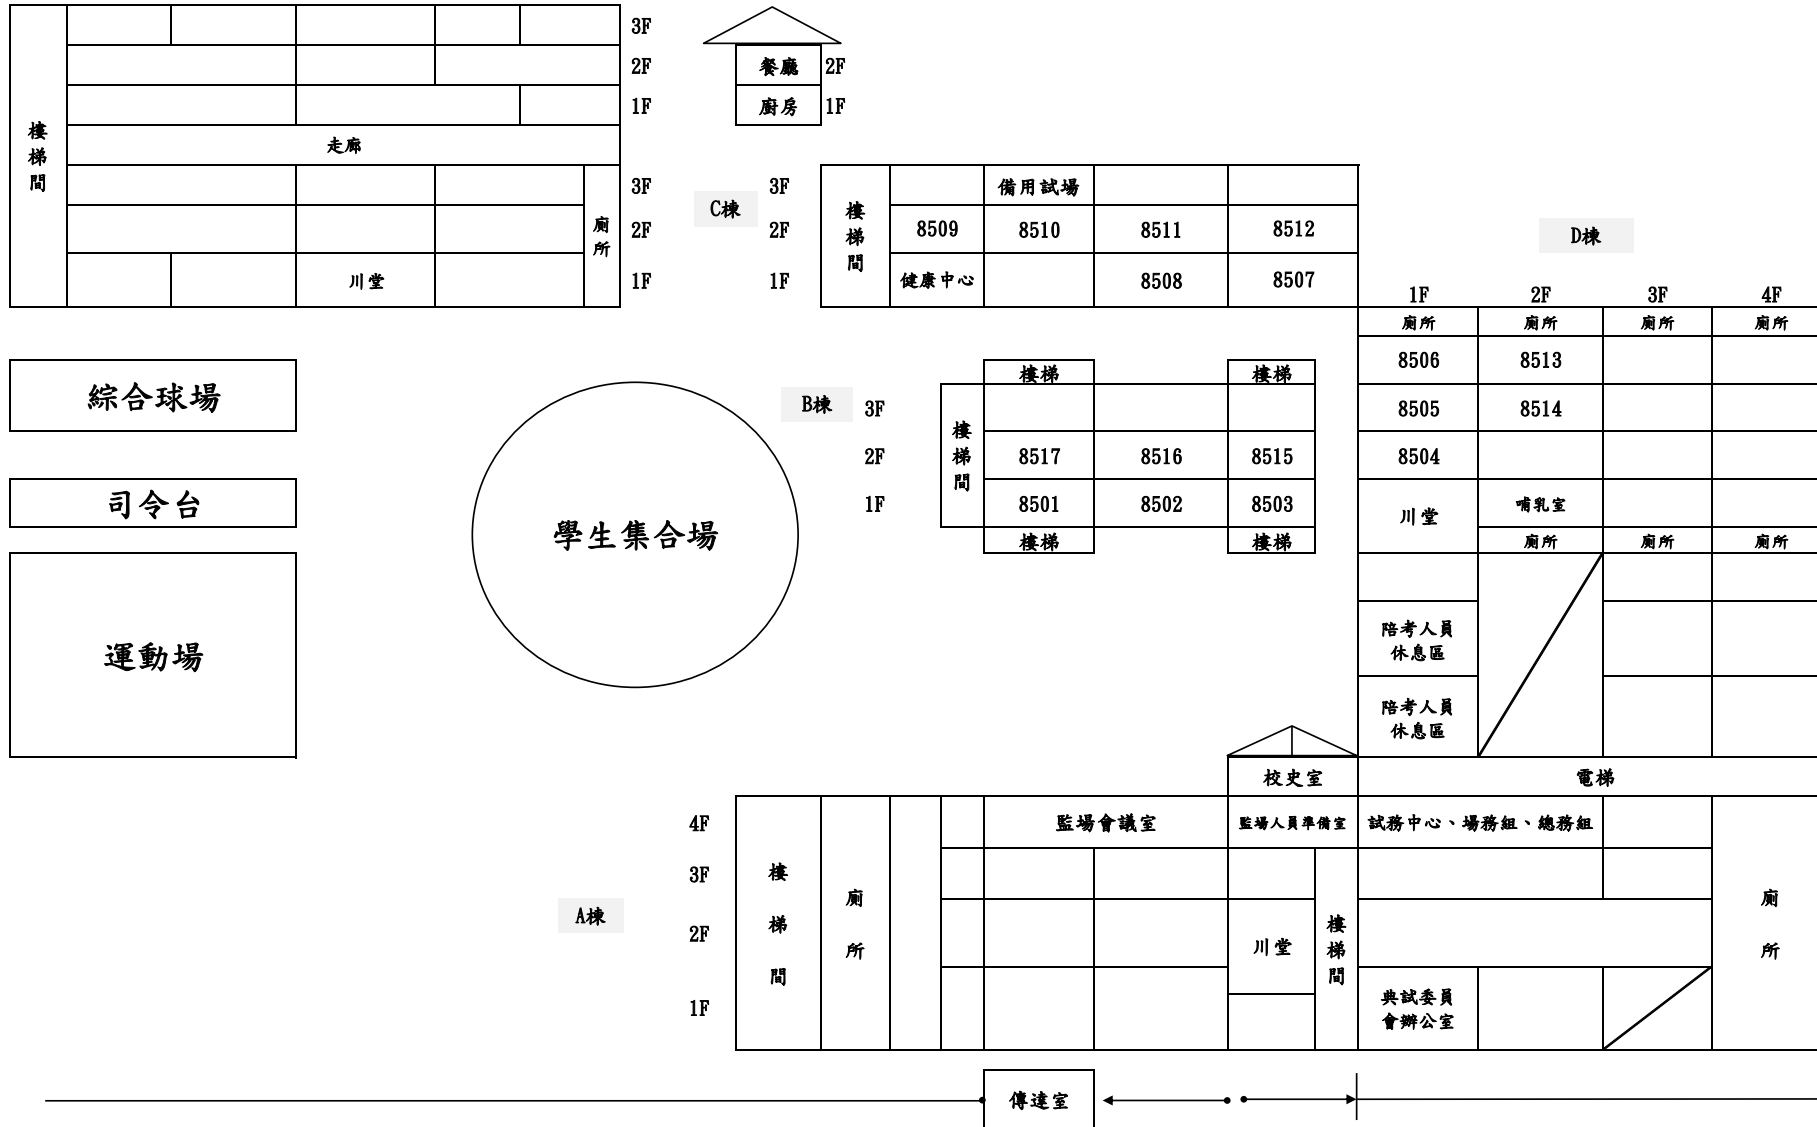 3F
2F
餐廳 2F
1F
廚房 1F
樓梯間
走廊
3F
C棟
3F
備用試場
廁所
2F
2F
樓梯間
8509 8510 8511 8512
D棟
川堂
1F
1F
健康中心 8508 8507
1F 2F 3F 4F
廁所 廁所 廁所 廁所
8506 8513
綜合球場
樓梯 樓梯
B棟 3F
8505 8514
樓梯間
2F
8517 8516 8515
8504
司令台
1F
8501 8502 8503
川堂
哺乳室
學生集合場
樓梯 樓梯
廁所 廁所 廁所
運動場
陪考人員
休息區
陪考人員
休息區
校史室 電梯
4F
監場會議室 監場人員準備室 試務中心、場務組、總務組
3F
樓梯間
廁所
廁所
A棟
2F
川堂
樓梯間
1F
典試委員
會辦公室
傳達室